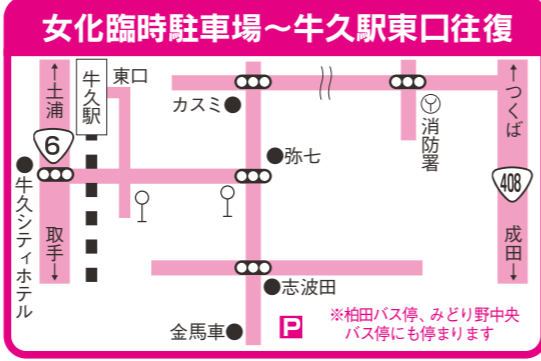 女化臨時駐車場～牛久駅東口往復
↑土浦
牛久駅
東口
カスミ
消防署
↑つくば
6
弥七
408
牛久シティホテル
取手↓
成田↓
志波田
金馬車
P
※柏田バス停、みどり野中央
バス停にも停まります